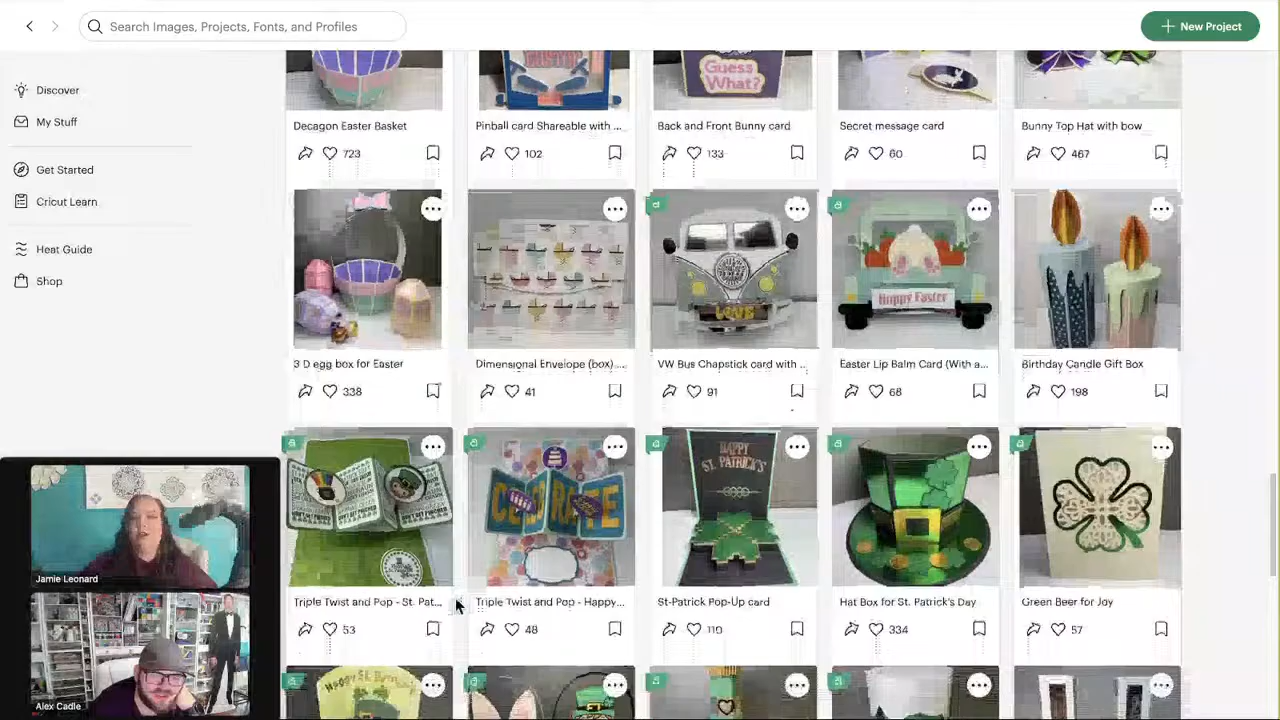 Search Images, Projects, Fonts, and Profiles
New Project
Discover
My Stuff
Get Started
Cricut Learn
Heat Guide
Shop
Guess What?
Decagon Easter Basket
Pinball card Shareable with ...
Back and Front Bunny card
Secret message card
Bunny Top Hat with bow
723
102
133
60
467
LOVE
Happy Easter
3 D egg box for Easter
Dimensional Envelope (box) ...
VW Bus Chapstick card with ...
Easter Lip Balm Card (With a...
Birthday Candle Gift Box
338
41
91
68
198
CELEBRATE
HAPPY ST. PATRICK'S
Triple Twist and Pop - St. Pat...
Triple Twist and Pop - Happy...
St-Patrick Pop-Up card
Hat Box for St. Patrick's Day
Green Beer for Joy
53
48
110
334
57
Jamie Leonard
Alex Cadle